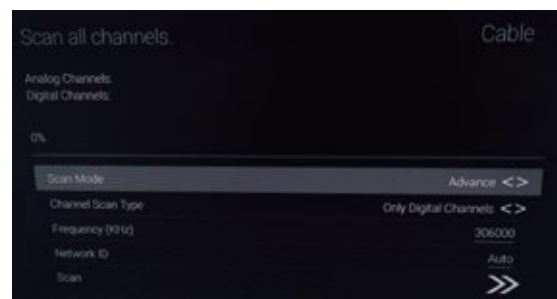 Scan all channels. Cable
Analog Channels:
Digital Channels:
0%
Scan Mode Advance <>
Channel Scan Type Only Digital Channels <>
Frequency (KHz) 306000
Network ID Auto
Scan »